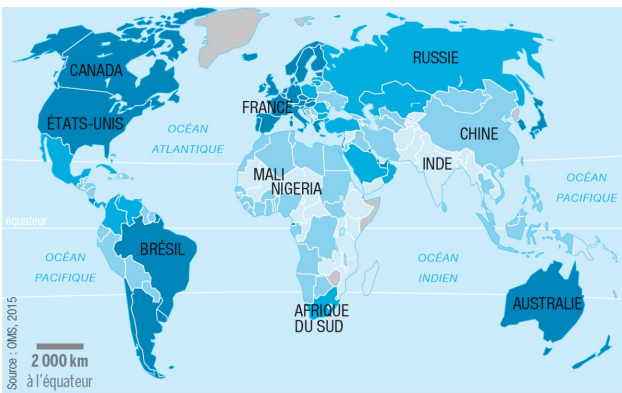 CANADA
RUSSIE
FRANCE
ÉTATS-UNIS
OCÉAN
ATLANTIQUE
CHINE
INDE
MALI
NIGERIA
OCÉAN
PACIFIQUE
équateur
BRÉSIL
OCÉAN
PACIFIQUE
OCÉAN
INDIEN
AUSTRALIE
AFRIQUE
DU SUD
Source : OMS, 2015
2 000 km
à l'équateur